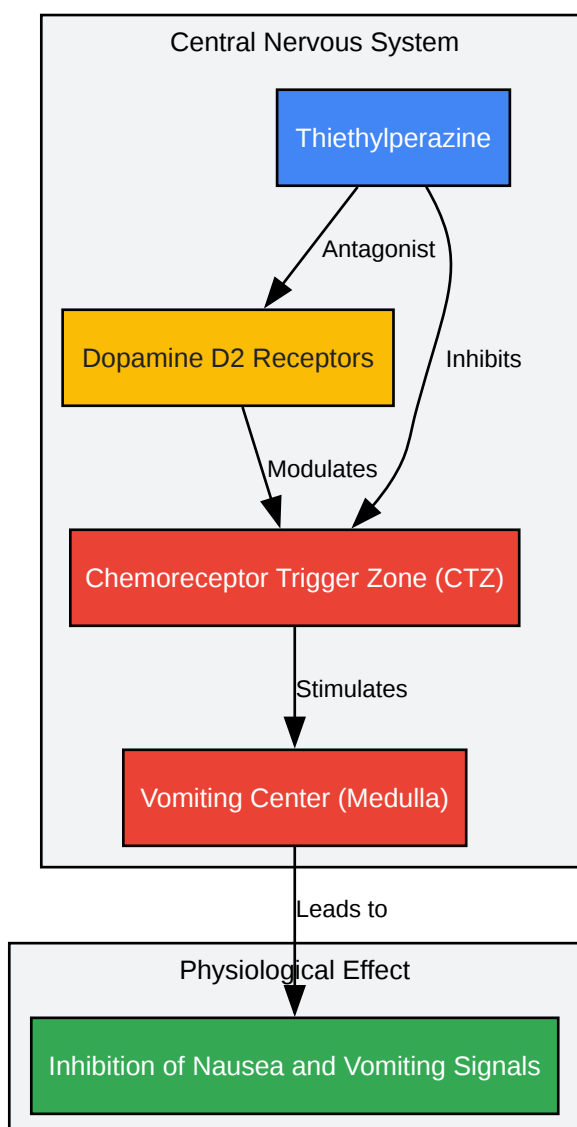 Central Nervous System
Thiethylperazine
Antagonist
Dopamine D2 Receptors
Inhibits
Modulates
Chemoreceptor Trigger Zone (CTZ)
Stimulates
Vomiting Center (Medulla)
Leads to
Physiological Effect
Inhibition of Nausea and Vomiting Signals